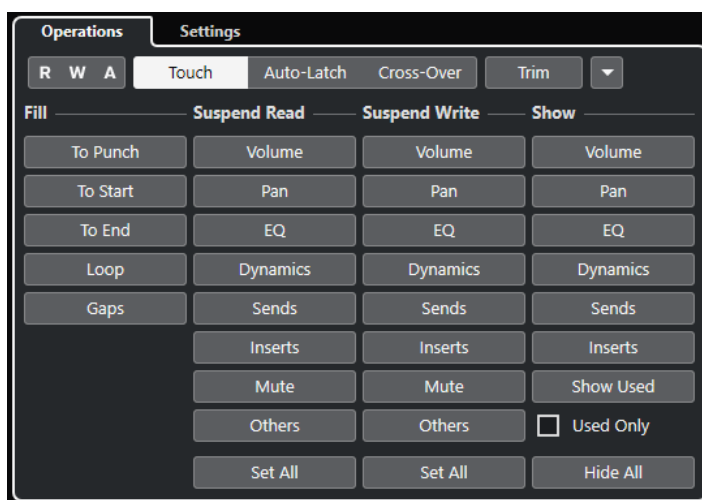 Operations Settings
R W A Touch Auto-Latch Cross-Over Trim
Fill Suspend Read Suspend Write Show
To Punch Volume Volume Volume
To Start Pan Pan Pan
To End EQ EQ EQ
Loop Dynamics Dynamics Dynamics
Gaps Sends Sends Sends
Inserts Inserts Inserts
Mute Mute Show Used
Others Others Used Only
Set All Set All Hide All